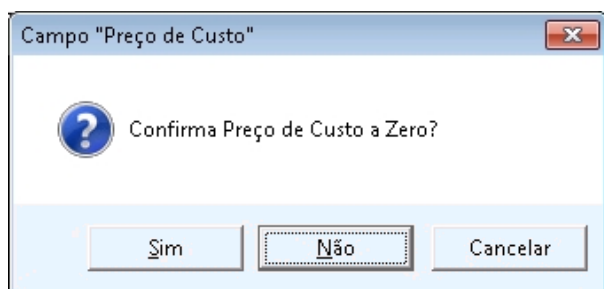 Campo "Preço de Custo"
Confirma Preço de Custo a Zero?
Sim Não Cancelar